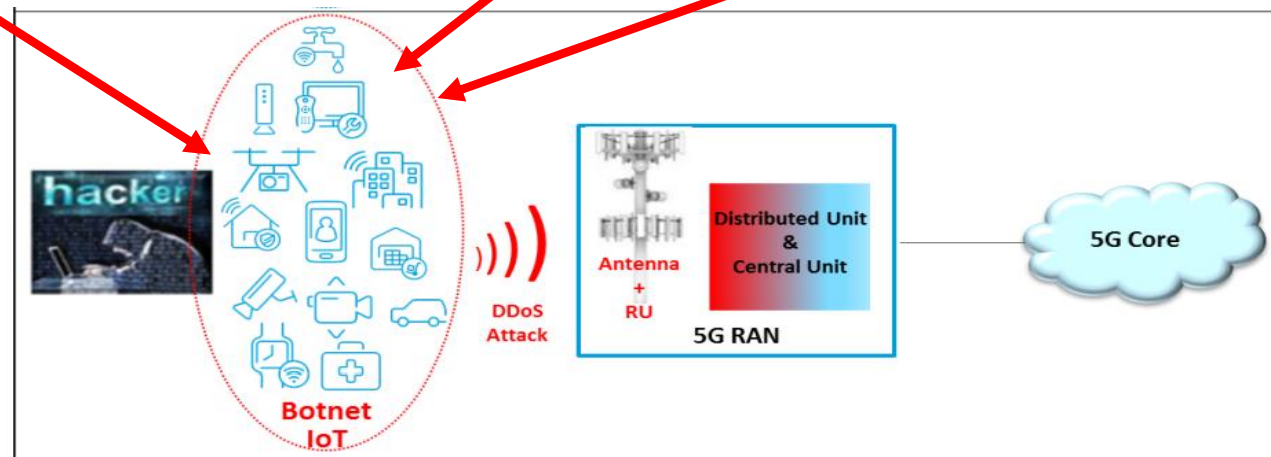 hacker
Botnet
IoT
DDoS
Attack
Antenna
+
RU
Distributed Unit
&
Central Unit
5G RAN
5G Core